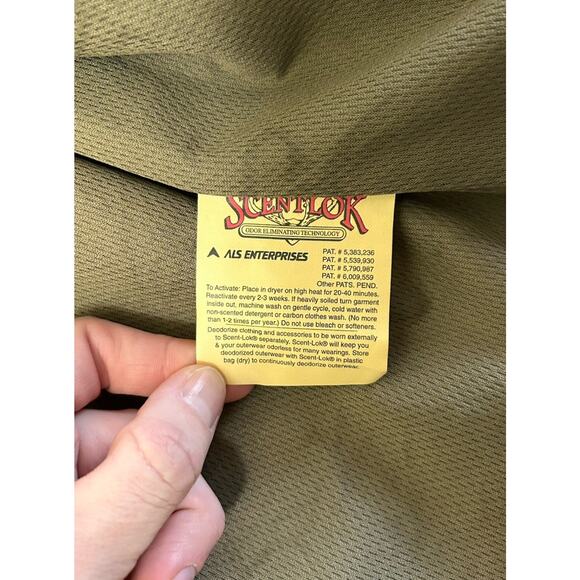 SCENT-LOK
ODOR ELIMINATING TECHNOLOGY
ALS ENTERPRISES
PAT. # 5,383,236
PAT. # 5,539,930
PAT. # 5,790,987
PAT. # 6,009,559
Other PATS. PEND.
To Activate: Place in dryer on high heat for 20-40 minutes.
Reactivate every 2-3 weeks. If heavily soiled turn garment
inside out, machine wash on gentle cycle, cold water with
non-scented detergent or carbon clothes wash. (No more
than 1-2 times per year.) Do not use bleach or softeners.
Deodorize clothing and accessories to be worn externally
to Scent-Lok® separately. Scent-Lok® will keep you
& your outerwear odorless for many wearings. Store
deodorized outerwear with Scent-Lok® in plastic
bag (dry) to continuously deodorize outerwear.